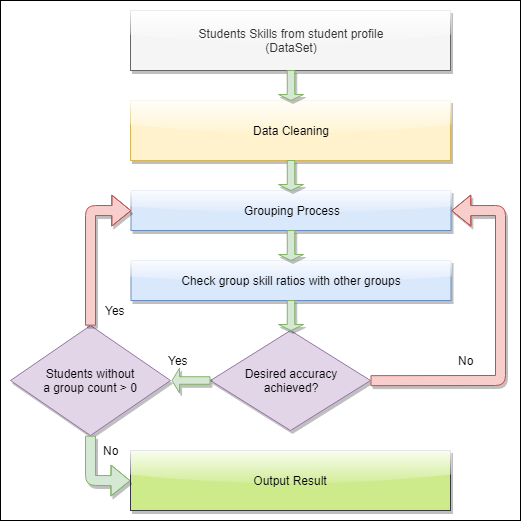 Students Skills from student profile
(DataSet)
Data Cleaning
Grouping Process
Check group skill ratios with other groups
Yes
Students without
a group count > 0
Yes
Desired accuracy
achieved?
No
No
Output Result